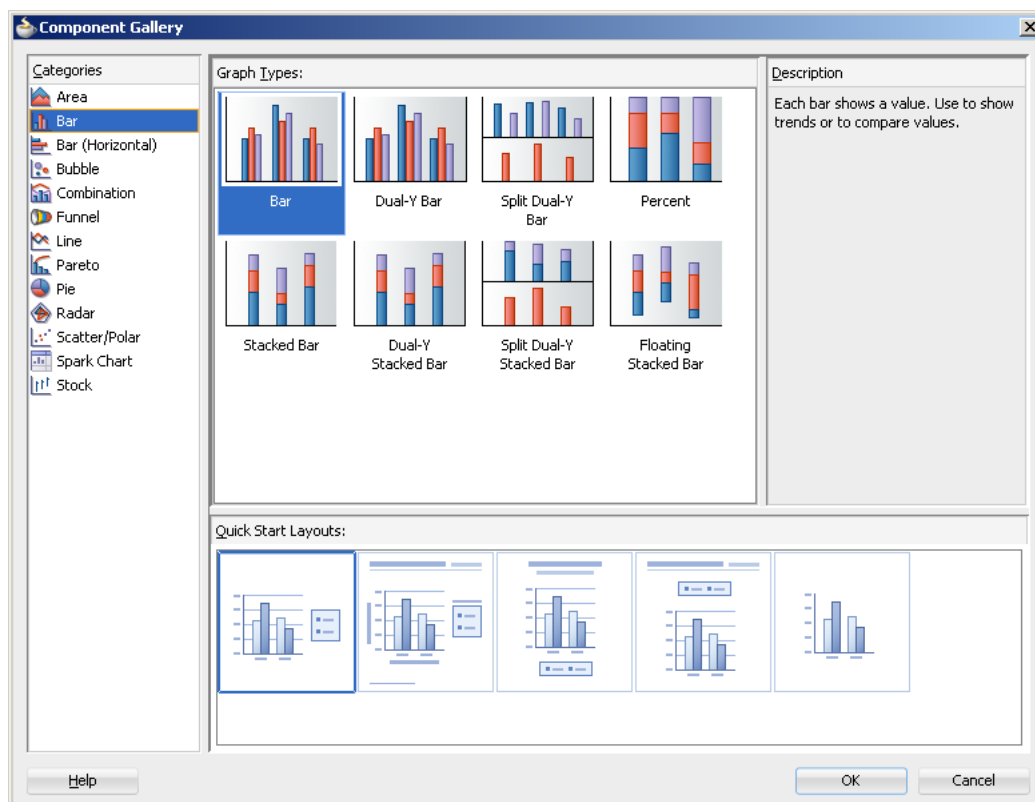 Component Gallery
Categories
Area
Bar
Bar (Horizontal)
Bubble
Combination
Funnel
Line
Pareto
Pie
Radar
Scatter/Polar
Spark Chart
Stock
Graph Types:
Bar
Dual-Y Bar
Split Dual-Y
Bar
Percent
Stacked Bar
Dual-Y
Stacked Bar
Split Dual-Y
Stacked Bar
Floating
Stacked Bar
Description
Each bar shows a value. Use to show
trends or to compare values.
Quick Start Layouts:
Help
OK
Cancel